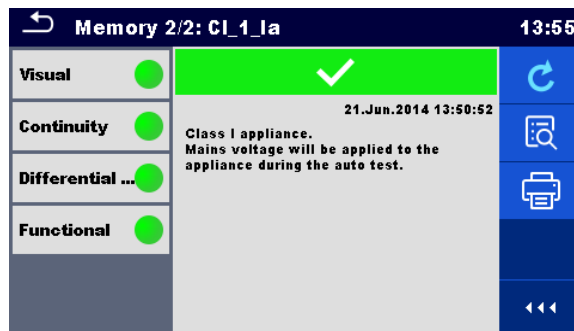 Memory 2/2: Cl_1_Ia
13:55
Visual
Continuity
Differential ...
Functional
21.Jun.2014 13:50:52
Class I appliance.
Mains voltage will be applied to the
appliance during the auto test.